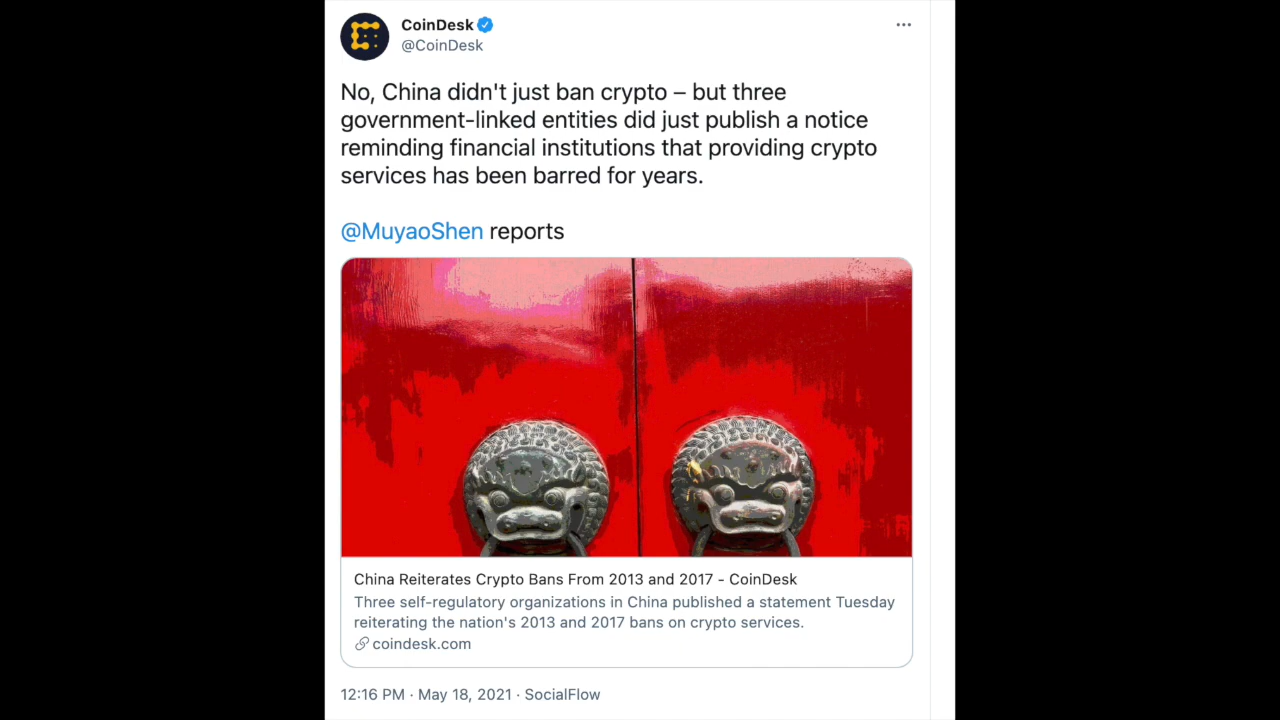 CoinDesk
@CoinDesk
No, China didn't just ban crypto – but three
government-linked entities did just publish a notice
reminding financial institutions that providing crypto
services has been barred for years.
@MuyaoShen reports
China Reiterates Crypto Bans From 2013 and 2017 - CoinDesk
Three self-regulatory organizations in China published a statement Tuesday
reiterating the nation's 2013 and 2017 bans on crypto services.
coindesk.com
12:16 PM · May 18, 2021 · SocialFlow